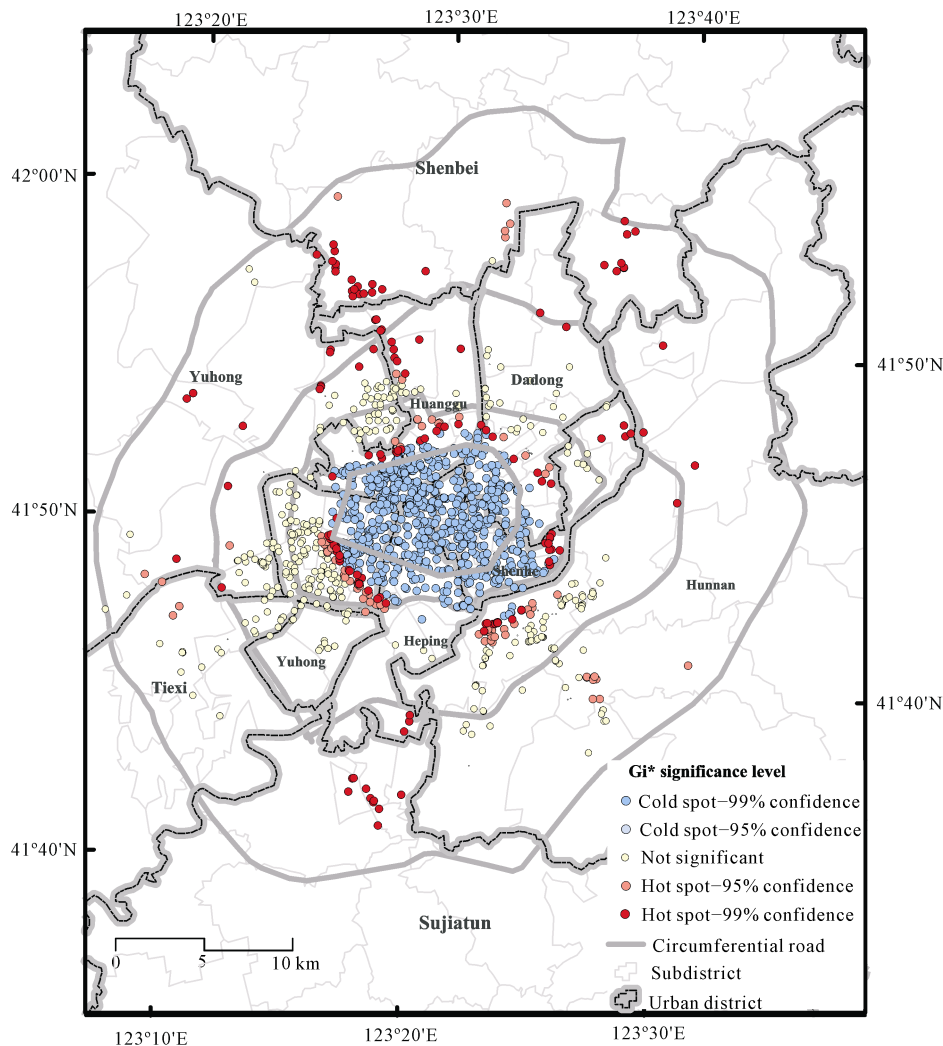 123°20'E
123°30'E
123°40'E
42°00'N
Shenbei
41°50'N
Yuhong
Dadong
Huanggu
41°50'N
Shenhe
Hunnan
Heping
Yuhong
Tiexi
41°40'N
Gi* significance level
Cold spot−99% confidence
Cold spot−95% confidence
41°40'N
Not significant
Hot spot−95% confidence
Hot spot−99% confidence
Sujiatun
Circumferential road
0 5 10 km
Subdistrict
Urban district
123°10'E
123°20'E
123°30'E